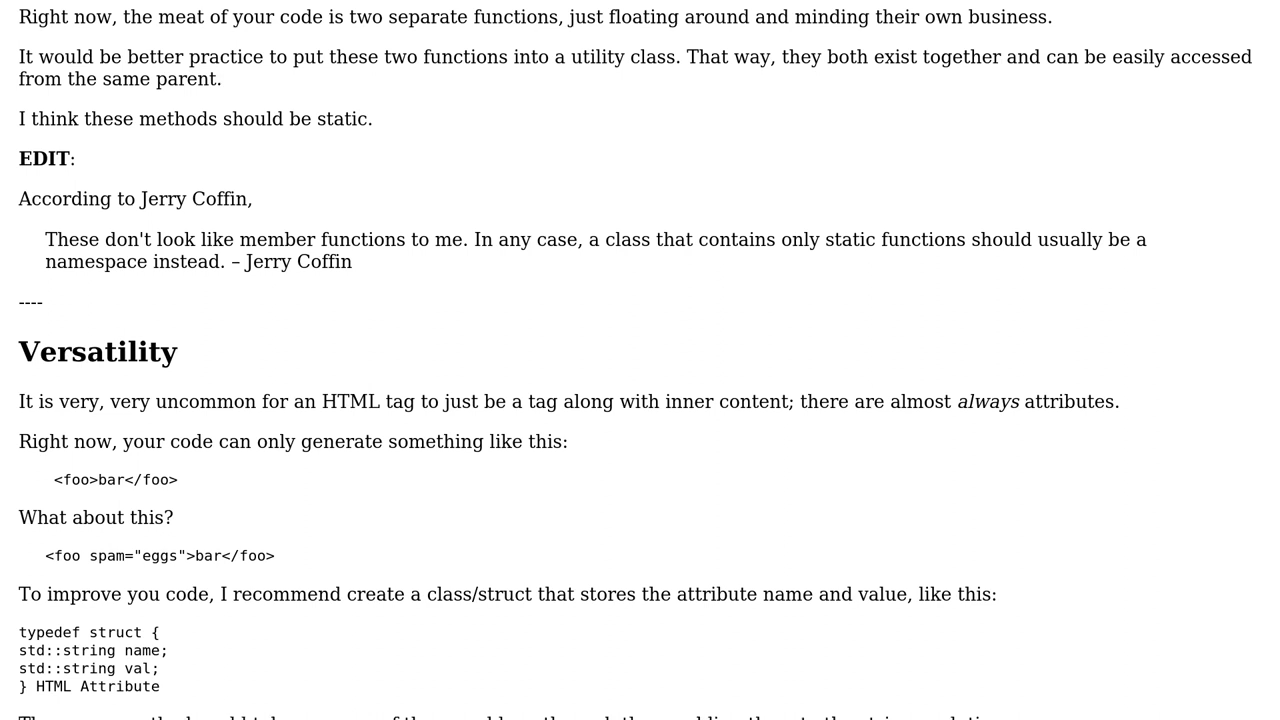 Right now, the meat of your code is two separate functions, just floating around and minding their own business.
It would be better practice to put these two functions into a utility class. That way, they both exist together and can be easily accessed
from the same parent.
I think these methods should be static.
EDIT:
According to Jerry Coffin,
These don't look like member functions to me. In any case, a class that contains only static functions should usually be a
namespace instead. – Jerry Coffin
----
Versatility
It is very, very uncommon for an HTML tag to just be a tag along with inner content; there are almost always attributes.
Right now, your code can only generate something like this:
<foo>bar</foo>
What about this?
<foo spam="eggs">bar</foo>
To improve you code, I recommend create a class/struct that stores the attribute name and value, like this:
typedef struct {
std::string name;
std::string val;
} HTML Attribute